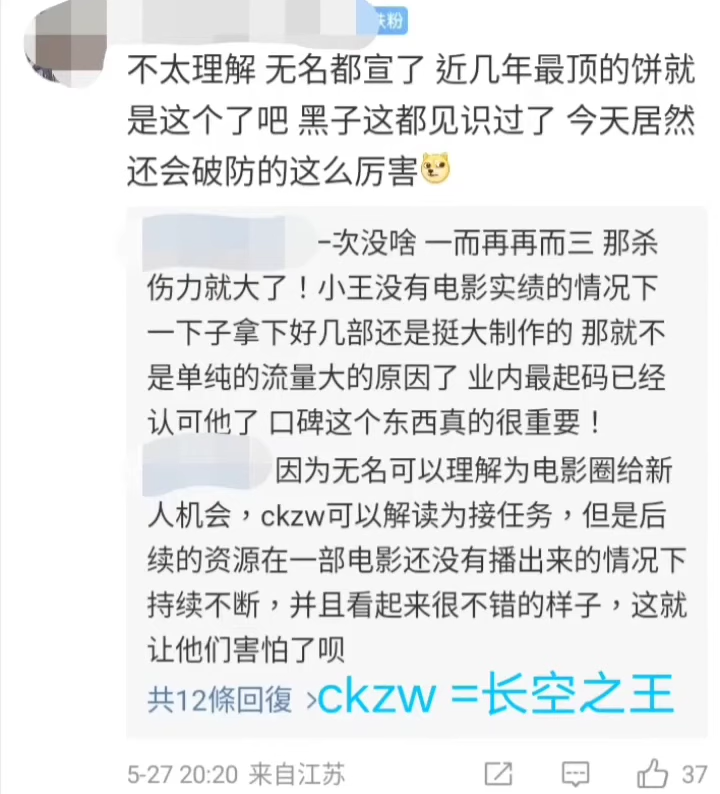 铁粉
不太理解 无名都宣了 近几年最顶的饼就
是这个了吧 黑子这都见识过了 今天居然
还会破防的这么厉害
一次没啥 一而再再而三 那杀
伤力就大了！小王没有电影实绩的情况下
一下子拿下好几部还是挺大制作的 那就不
是单纯的流量大的原因了 业内最起码已经
认可他了 口碑这个东西真的很重要！
因为无名可以理解为电影圈给新
人机会，ckzw可以解读为接任务，但是后
续的资源在一部电影还没有播出来的情况下
持续不断，并且看起来很不错的样子，这就
让他们害怕了呗
共12條回復 >ckzw =长空之王
5-27 20:20 来自江苏 37